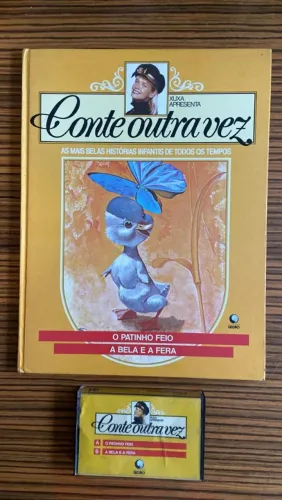 XUXA
APRESENTA
Conte outra vez
AS MAIS BELAS HISTÓRIAS INFANTIS DE TODOS OS TEMPOS
O PATINHO FEIO
A BELA E A FERA
GLOBO
Conte outra vez
A O PATINHO FEIO
B A BELA E A FERA
GLOBO